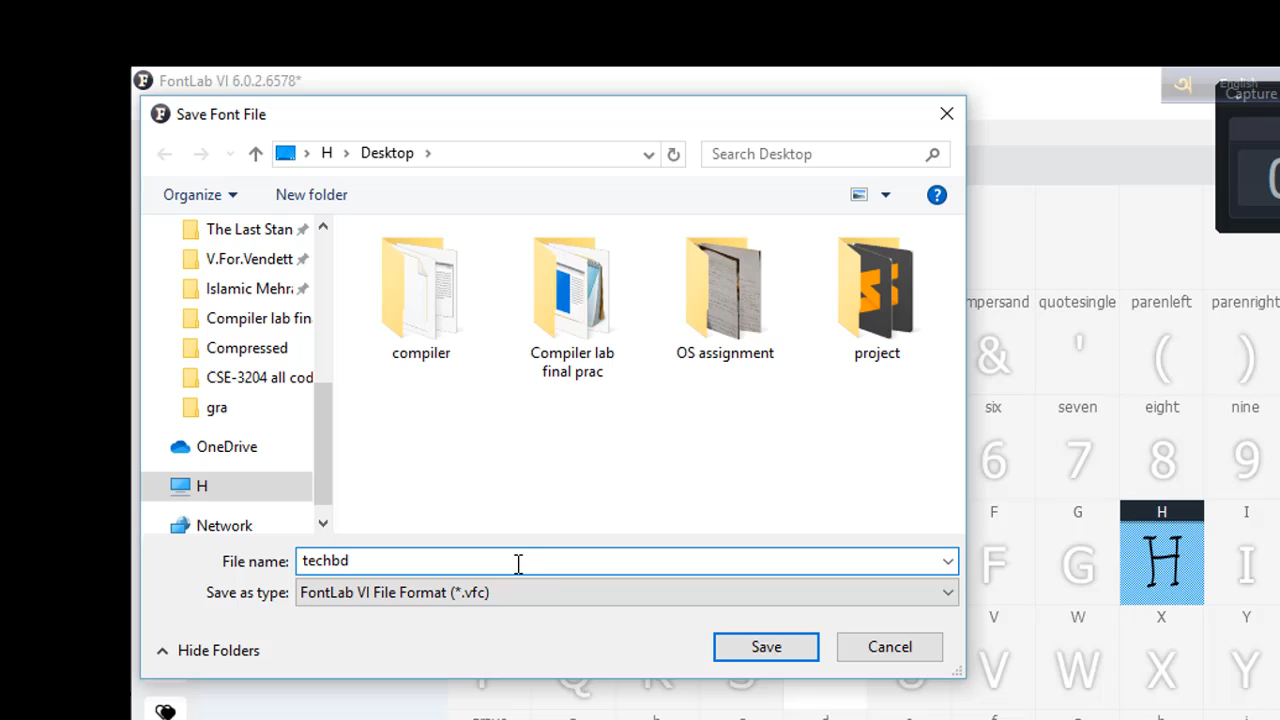 FontLab VI 6.0.2.6578*
English
Capture
Save Font File
H > Desktop >
Search Desktop
Organize
New folder
The Last Stan
V.For.Vendett
Islamic Mehra
Compiler lab fin
Compressed
CSE-3204 all cod
gra
OneDrive
H
Network
compiler
Compiler lab
final prac
OS assignment
project
File name: techbd
Save as type: FontLab VI File Format (*.vfc)
Hide Folders
Save
Cancel
mpersand quotesingle parenleft parenright
& ' ( )
six seven eight nine
6 7 8 9
F G H I
F G H I
V W X Y
V W X Y